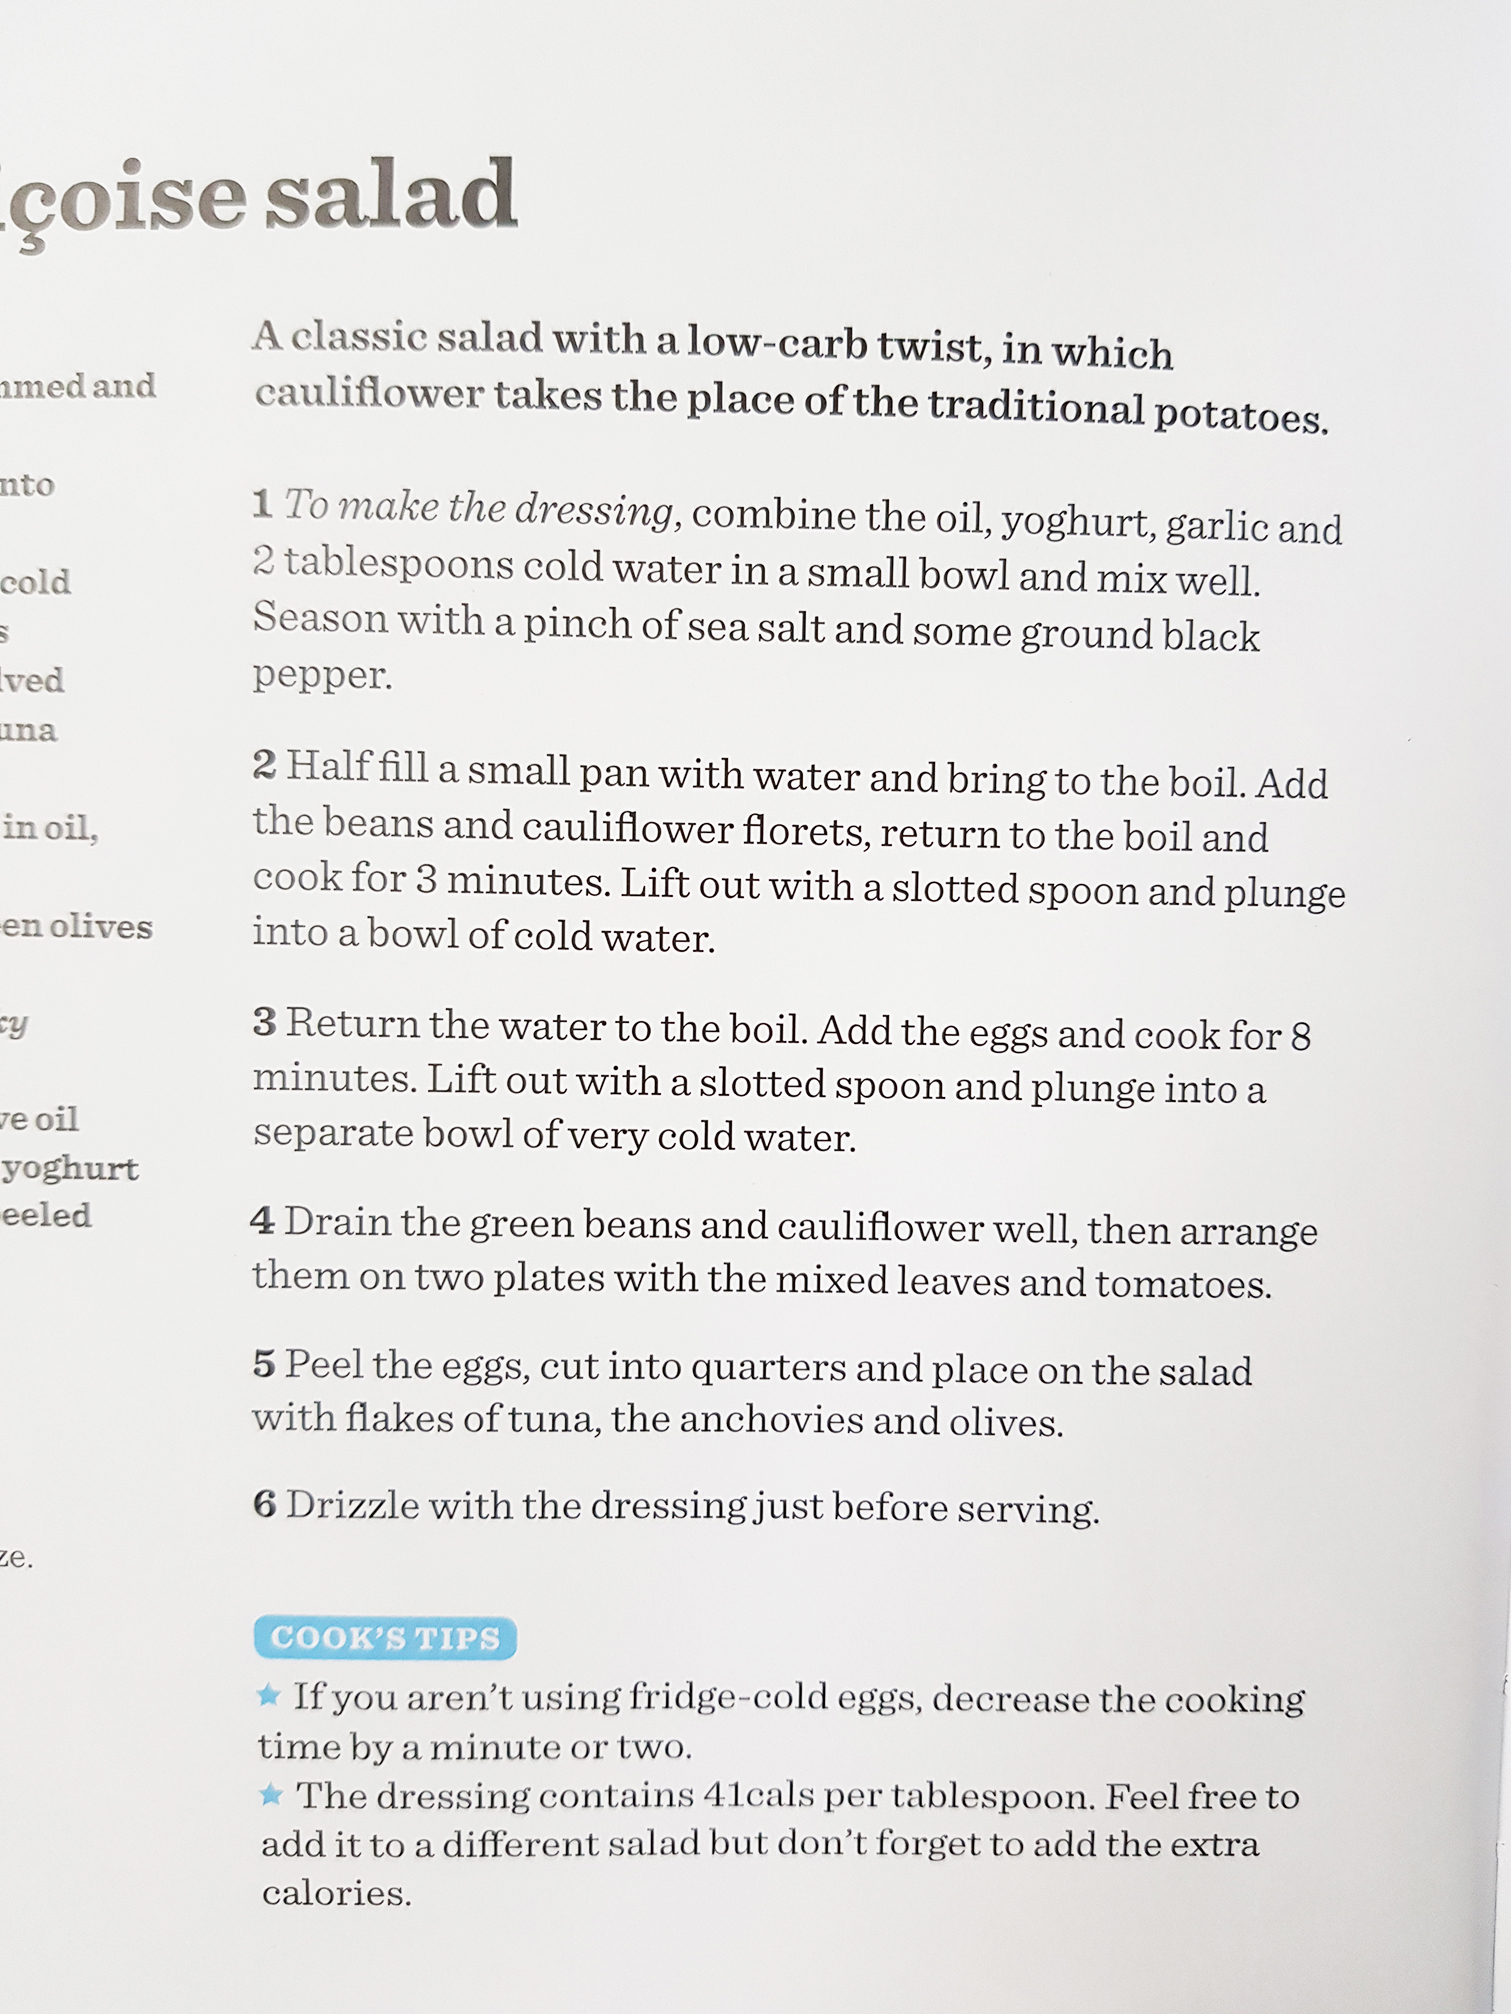 çoise salad
and
cold
in oil,
olives
oil
yoghurt
A classic salad with a low-carb twist, in which
cauliflower takes the place of the traditional potatoes.
1 To make the dressing, combine the oil, yoghurt, garlic and
2 tablespoons cold water in a small bowl and mix well.
Season with a pinch of sea salt and some ground black
pepper.
2 Half fill a small pan with water and bring to the boil. Add
the beans and cauliflower florets, return to the boil and
cook for 3 minutes. Lift out with a slotted spoon and plunge
into a bowl of cold water.
3 Return the water to the boil. Add the eggs and cook for 8
minutes. Lift out with a slotted spoon and plunge into a
separate bowl of very cold water.
4 Drain the green beans and cauliflower well, then arrange
them on two plates with the mixed leaves and tomatoes.
5 Peel the eggs, cut into quarters and place on the salad
with flakes of tuna, the anchovies and olives.
6 Drizzle with the dressing just before serving.
COOK'S TIPS
★ If you aren't using fridge-cold eggs, decrease the cooking
time by a minute or two.
★ The dressing contains 41cals per tablespoon. Feel free to
add it to a different salad but don't forget to add the extra
calories.